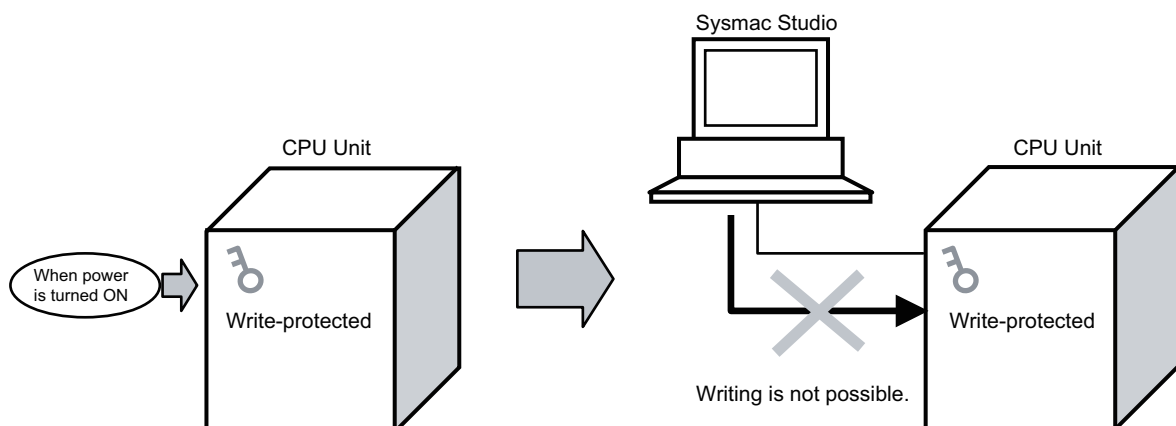 Sysmac Studio
CPU Unit
CPU Unit
When power
is turned ON
Write-protected
Write-protected
Writing is not possible.